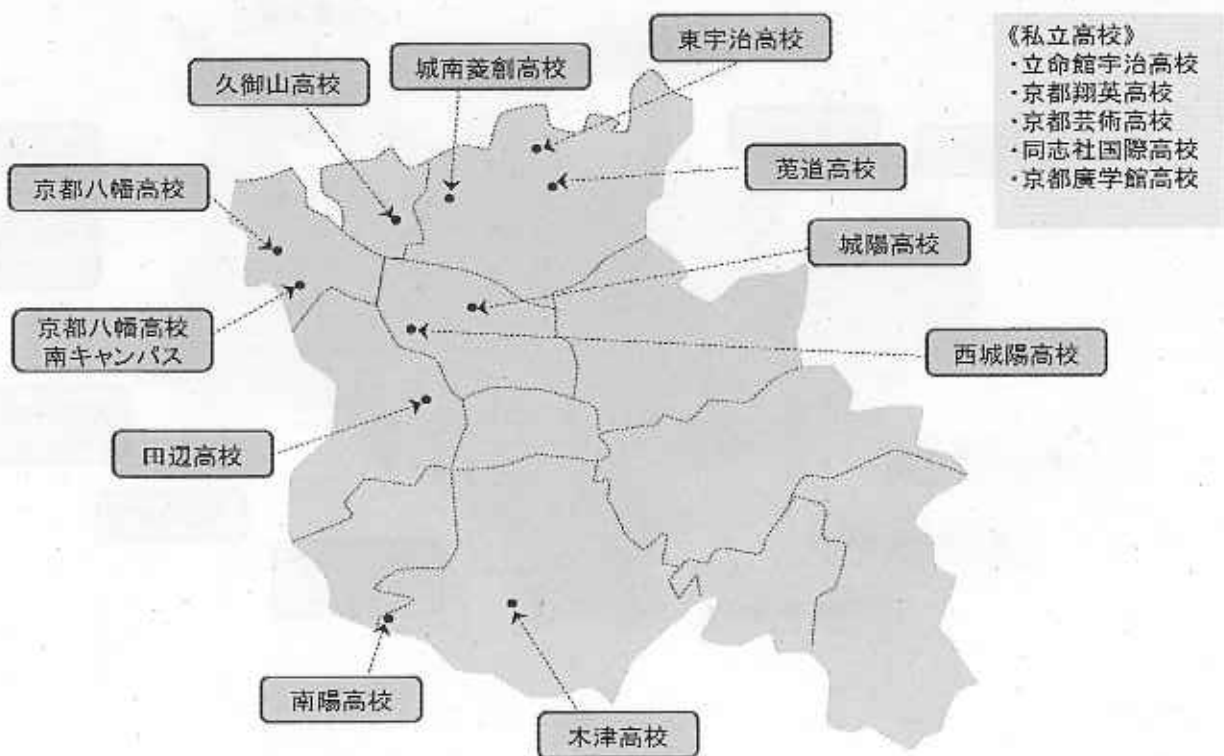 東宇治高校
城南菱創高校
久御山高校
《私立高校》
・立命館宇治高校
・京都翔英高校
・京都芸術高校
・同志社国際高校
・京都廣学館高校
莵道高校
京都八幡高校
城陽高校
京都八幡高校
南キャンパス
西城陽高校
田辺高校
南陽高校
木津高校